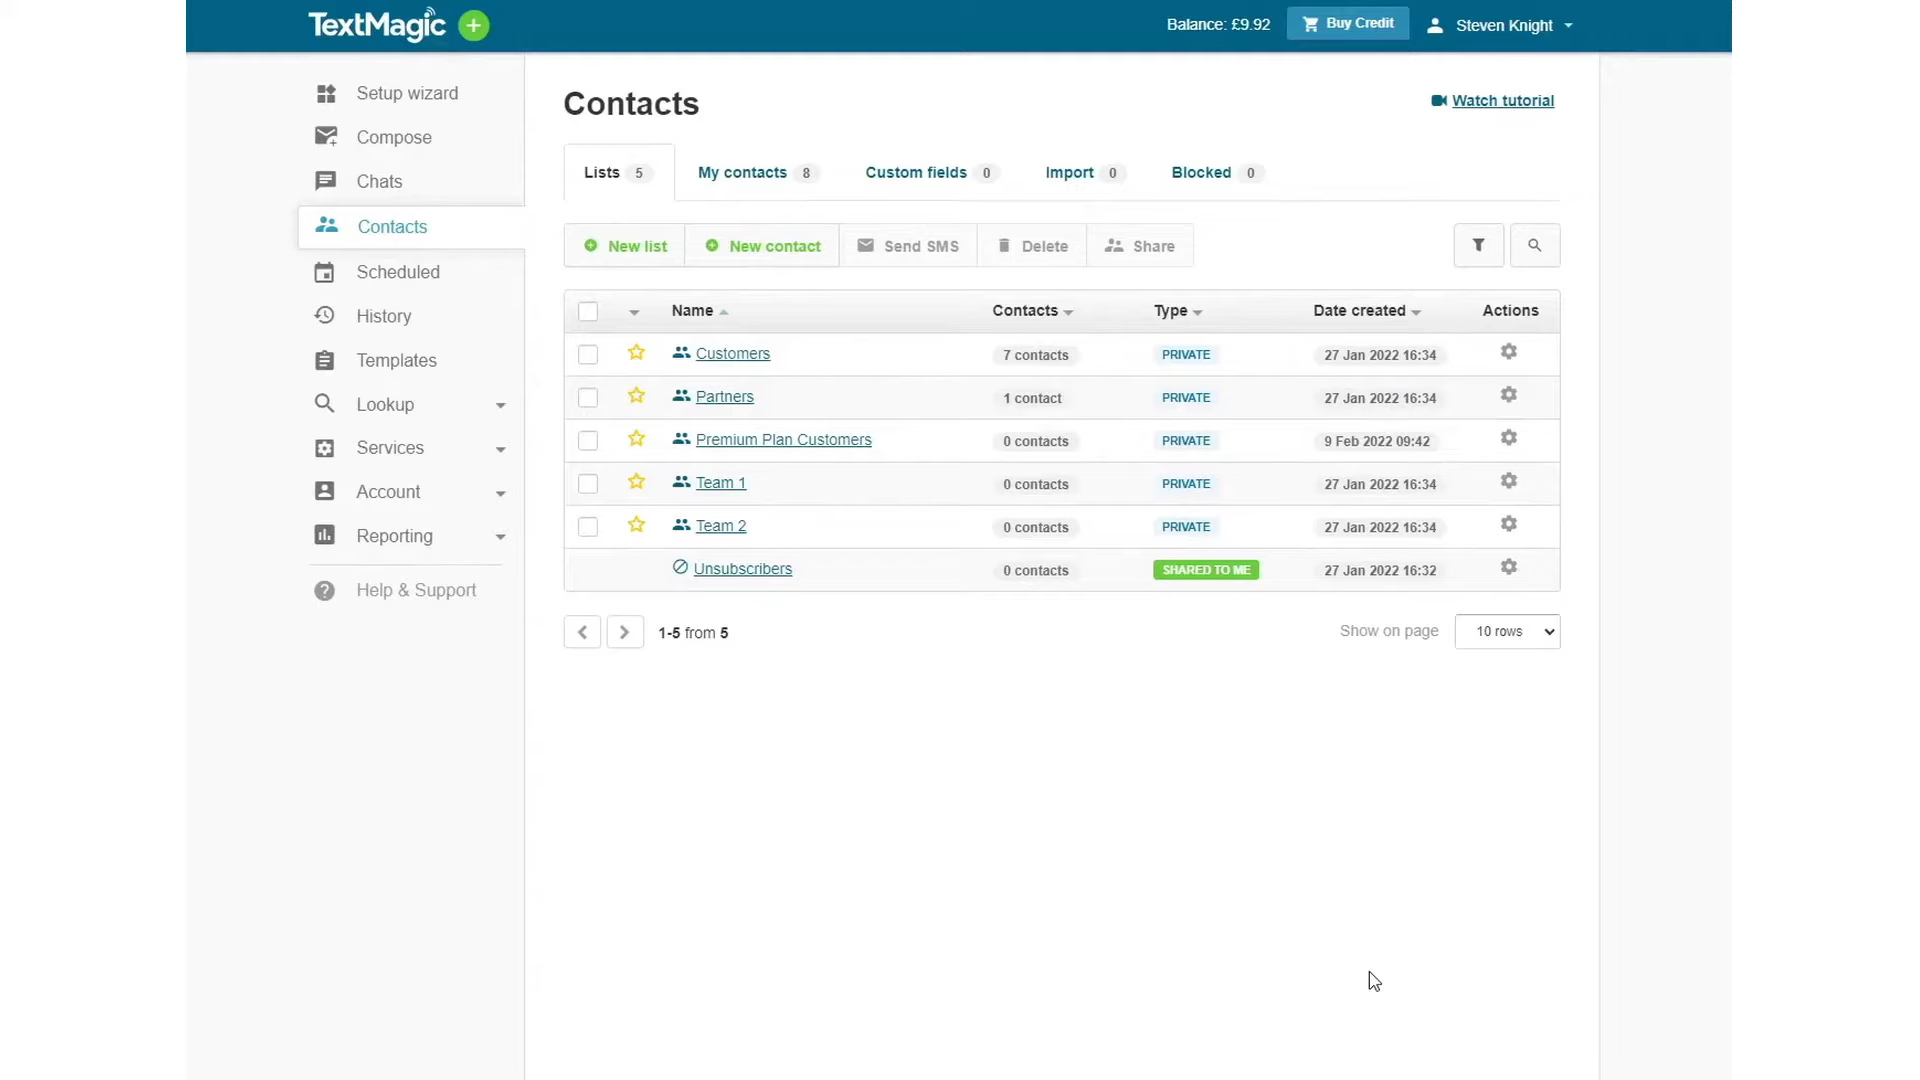 TextMagic
Balance: £9.92
Buy Credit
Steven Knight
Setup wizard
Compose
Chats
Contacts
Scheduled
History
Templates
Lookup
Services
Account
Reporting
Help & Support
Contacts
Watch tutorial
Lists 5
My contacts 8
Custom fields 0
Import 0
Blocked 0
New list
New contact
Send SMS
Delete
Share
Name Contacts Type Date created Actions
Customers 7 contacts PRIVATE 27 Jan 2022 16:34
Partners 1 contact PRIVATE 27 Jan 2022 16:34
Premium Plan Customers 0 contacts PRIVATE 9 Feb 2022 09:42
Team 1 0 contacts PRIVATE 27 Jan 2022 16:34
Team 2 0 contacts PRIVATE 27 Jan 2022 16:34
Unsubscribers 0 contacts SHARED TO ME 27 Jan 2022 16:32
1-5 from 5
Show on page 10 rows